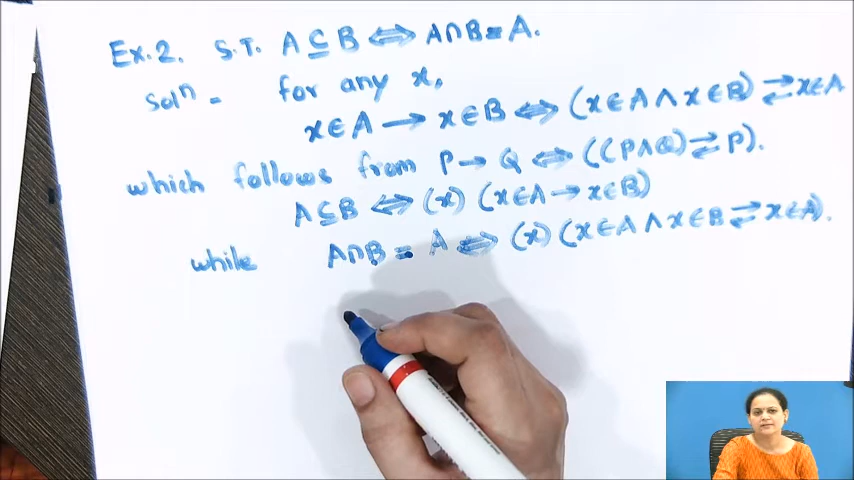 Ex.2. S.T. A ⊆ B ⇔ A∩B = A.
Solⁿ = for any x,
x∈A → x∈B ⇔ (x∈A ∧ x∈B) ⇄ x∈A
which follows from P→Q ⇔ ((P∧Q) ⇄ P).
A⊆B ⇔ (x) (x∈A → x∈B)
while A∩B = A ⇔ (x) (x∈A ∧ x∈B ⇄ x∈A).